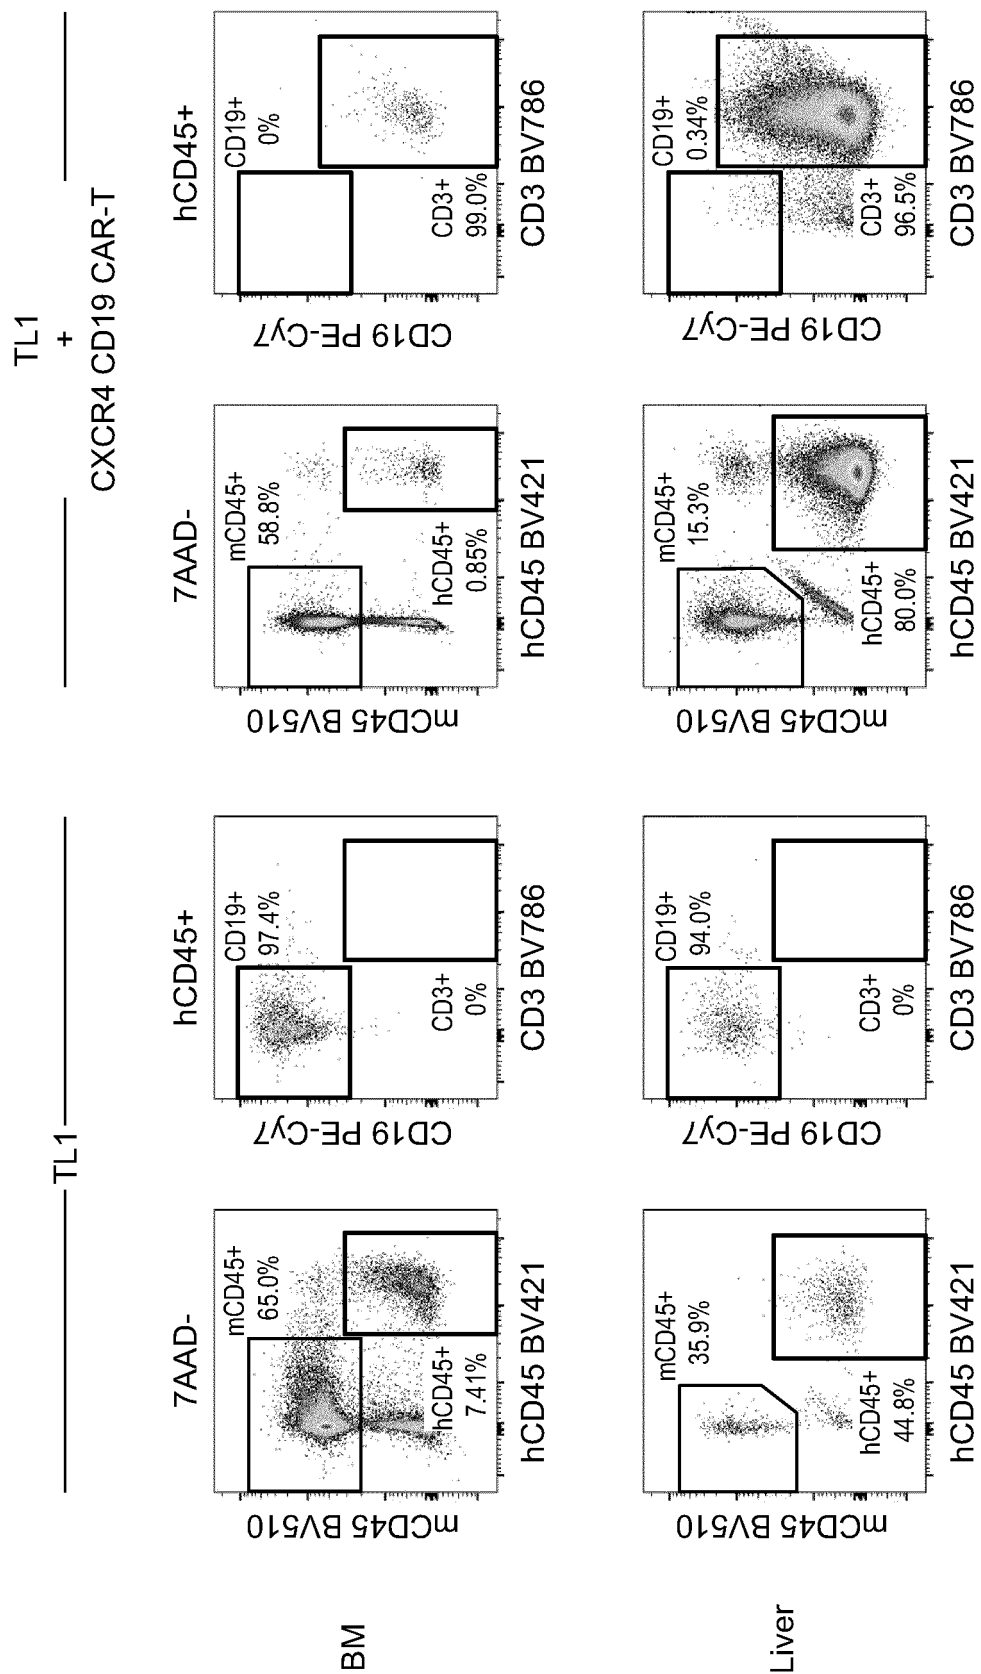 TL1
TL1
+
CXCR4 CD19 CAR-T
7AAD-
hCD45+
7AAD-
hCD45+
BM
mCD45 BV510
mCD45+
65.0%
hCD45+
7.41%
hCD45 BV421
CD19 PE-Cy7
CD19+
97.4%
CD3+
0%
CD3 BV786
mCD45 BV510
mCD45+
58.8%
hCD45+
0.85%
hCD45 BV421
CD19 PE-Cy7
CD19+
0%
CD3+
99.0%
CD3 BV786
Liver
mCD45 BV510
mCD45+
35.9%
hCD45+
44.8%
hCD45 BV421
CD19 PE-Cy7
CD19+
94.0%
CD3+
0%
CD3 BV786
mCD45 BV510
mCD45+
15.3%
hCD45+
80.0%
hCD45 BV421
CD19 PE-Cy7
CD19+
0.34%
CD3+
96.5%
CD3 BV786